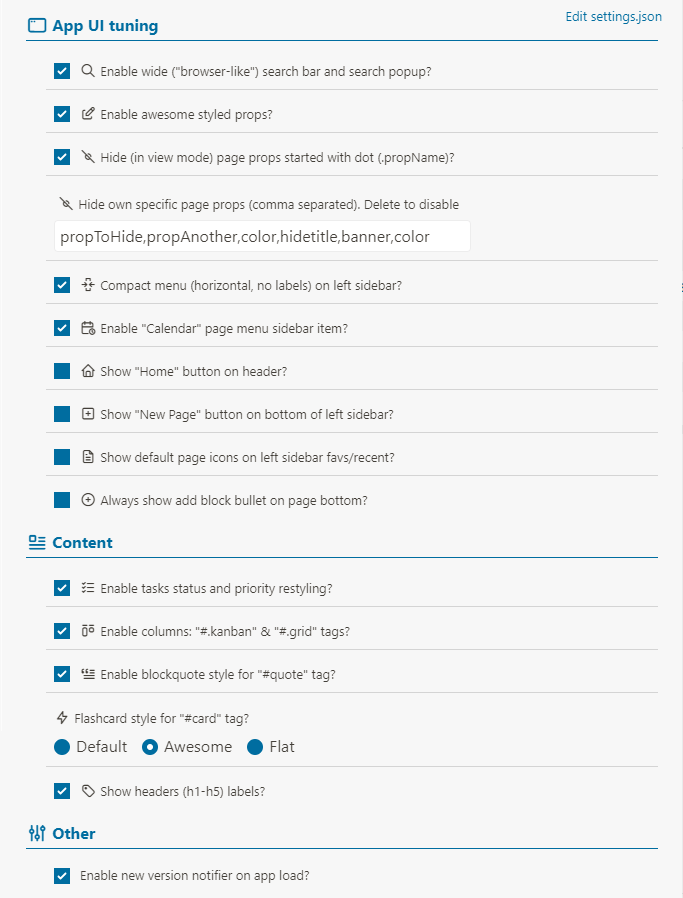 App UI tuning
Edit settings.json
Enable wide ("browser-like") search bar and search popup?
Enable awesome styled props?
Hide (in view mode) page props started with dot (.propName)?
Hide own specific page props (comma separated). Delete to disable
propToHide,propAnother,color,hidetitle,banner,color
Compact menu (horizontal, no labels) on left sidebar?
Enable "Calendar" page menu sidebar item?
Show "Home" button on header?
Show "New Page" button on bottom of left sidebar?
Show default page icons on left sidebar favs/recent?
Always show add block bullet on page bottom?
Content
Enable tasks status and priority restyling?
Enable columns: "#.kanban" & "#.grid" tags?
Enable blockquote style for "#quote" tag?
Flashcard style for "#card" tag?
Default Awesome Flat
Show headers (h1-h5) labels?
Other
Enable new version notifier on app load?